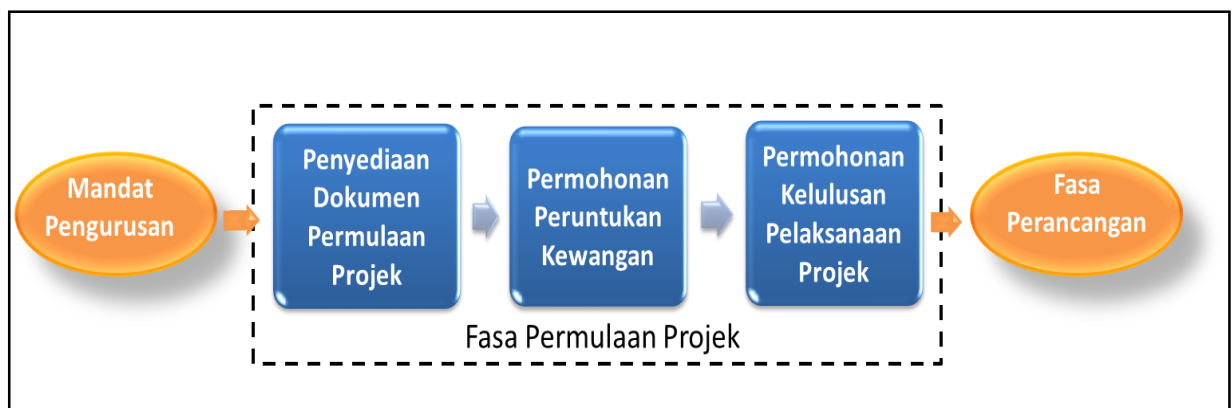 Mandat
Pengurusan
Penyediaan
Dokumen
Permulaan
Projek
Permohonan
Peruntukan
Kewangan
Permohonan
Kelulusan
Pelaksanaan
Projek
Fasa
Perancangan
Fasa Permulaan Projek